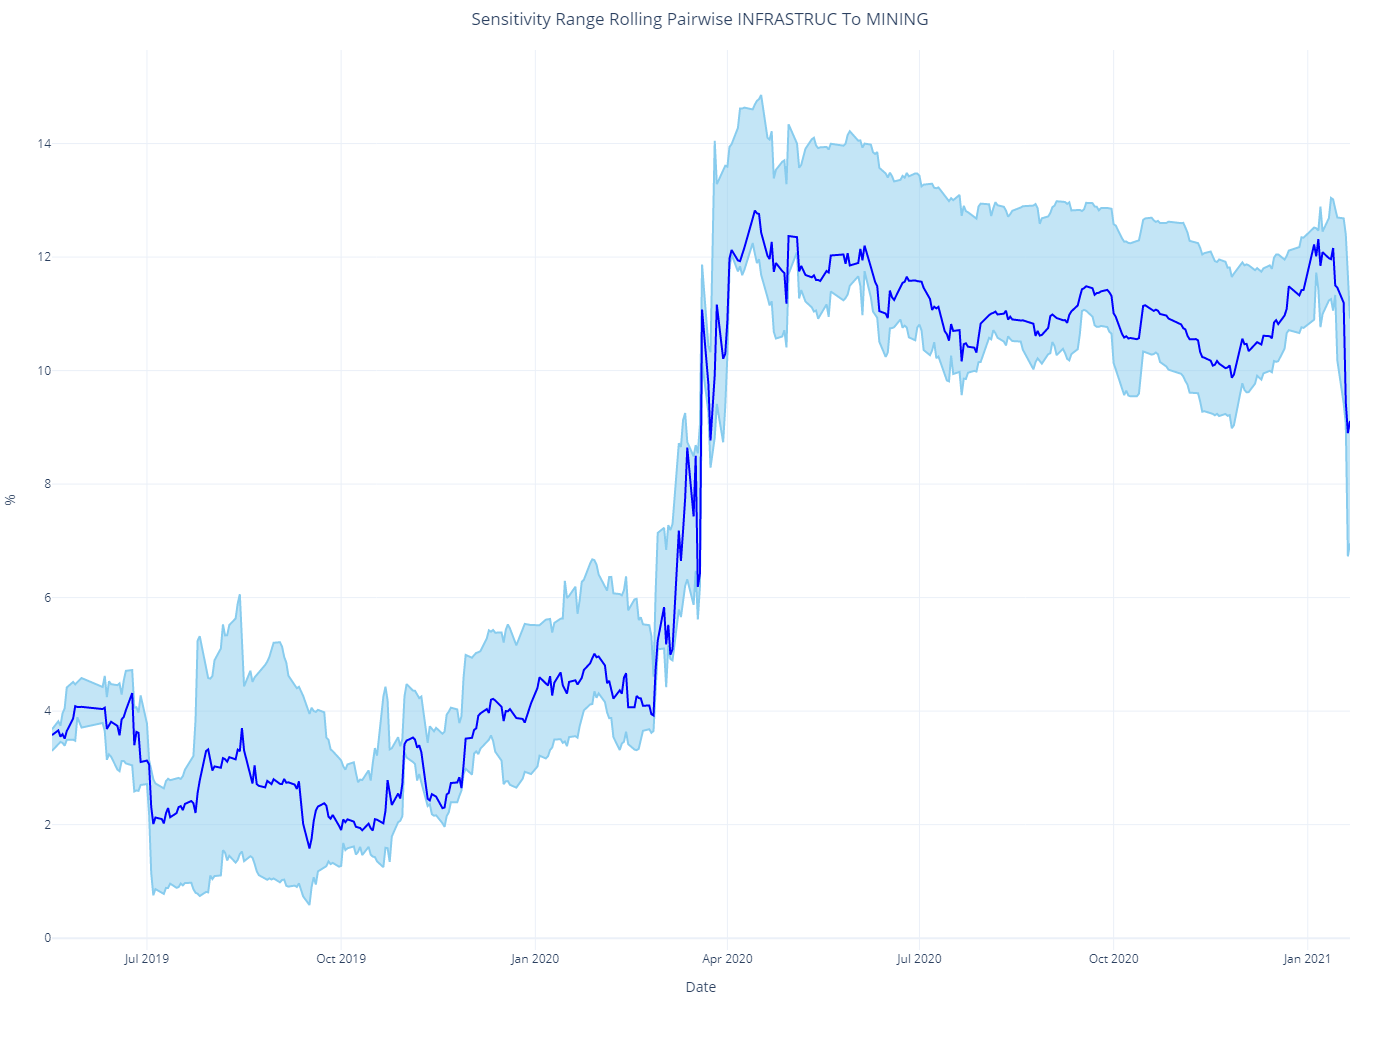 Sensitivity Range Rolling Pairwise INFRASTRUC To MINING
14
12
10
8
6
4
2
0
%
Jul 2019
Oct 2019
Jan 2020
Apr 2020
Jul 2020
Oct 2020
Jan 2021
Date